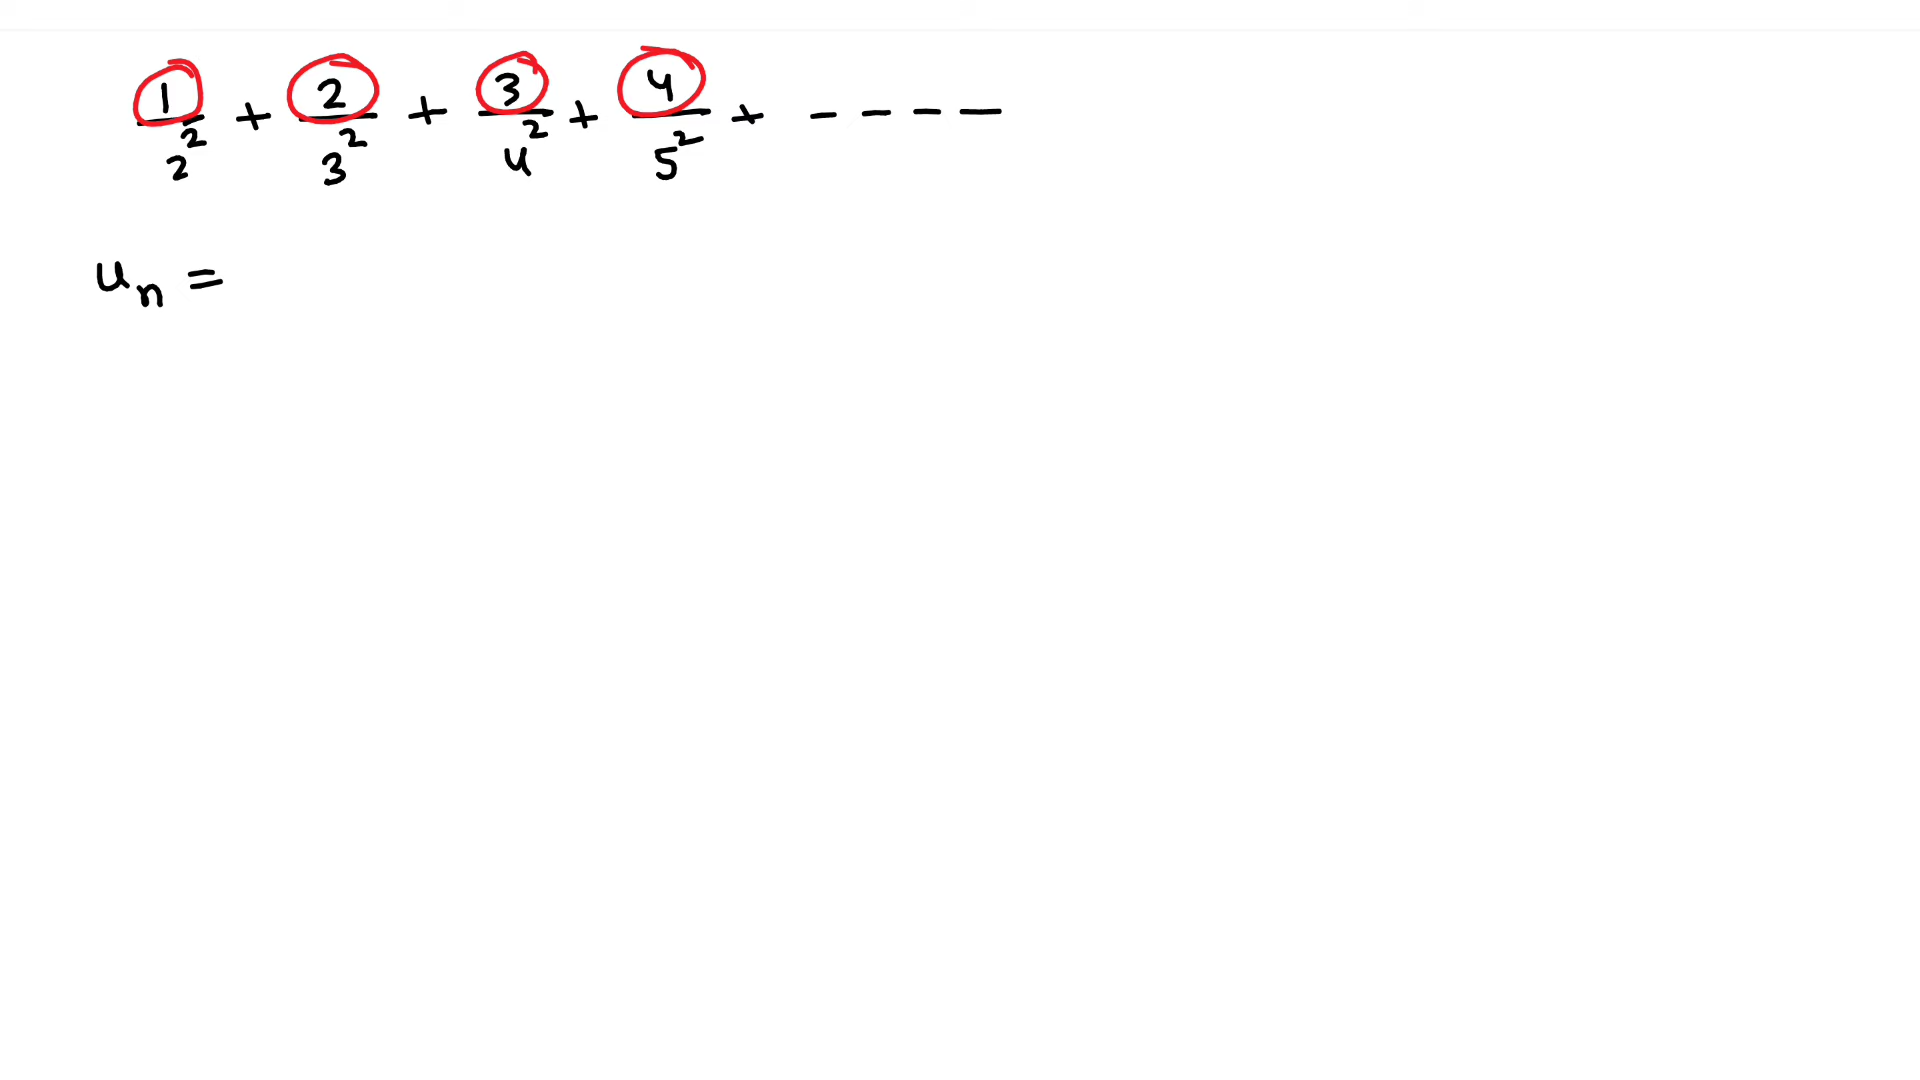 1/2² + 2/3² + 3/4² + 4/5² + - - - -
uₙ =